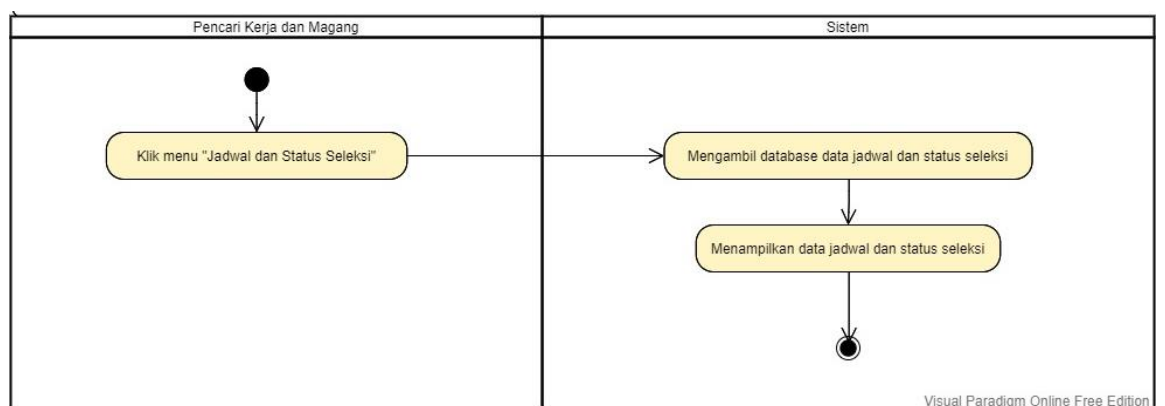 Pencari Kerja dan Magang
Sistem
Klik menu "Jadwal dan Status Seleksi"
Mengambil database data jadwal dan status seleksi
Menampilkan data jadwal dan status seleksi
Visual Paradigm Online Free Edition